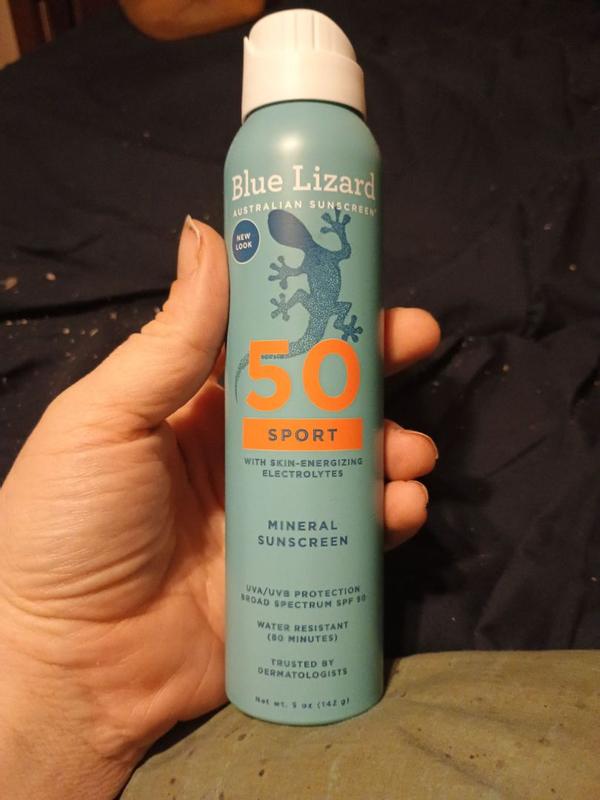 Blue Lizard
AUSTRALIAN SUNSCREEN
NEW
LOOK
50
SPORT
WITH SKIN-ENERGIZING
ELECTROLYTES
MINERAL
SUNSCREEN
UVA/UVB PROTECTION
BROAD SPECTRUM SPF 50
WATER RESISTANT
(80 MINUTES)
TRUSTED BY
DERMATOLOGISTS
Net wt. 5 oz (142 g)